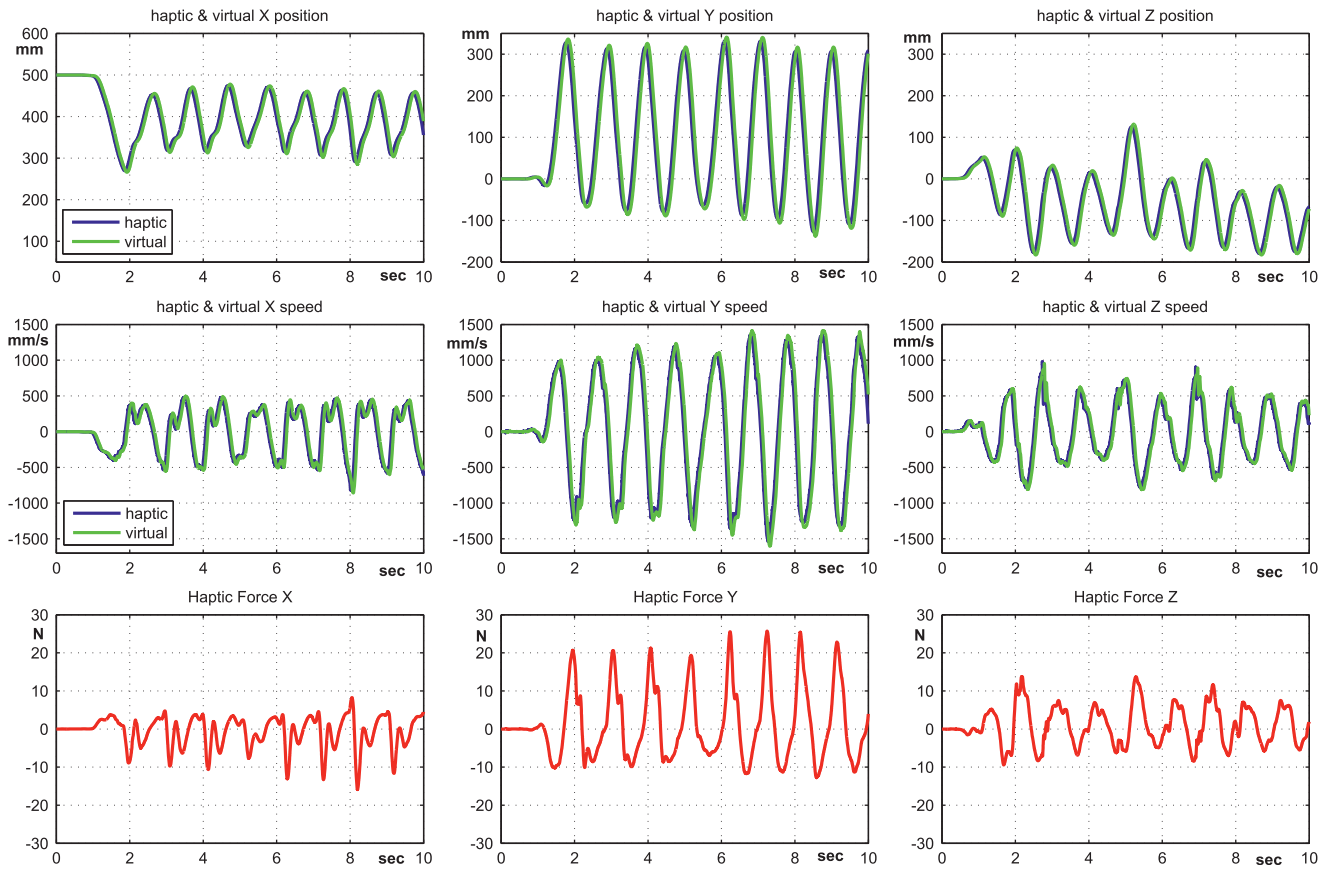 haptic & virtual X position
600
mm
500
400
300
200
100
haptic
virtual
0 2 4 6 8 sec 10
haptic & virtual Y position
mm
300
200
100
0
-100
-200
0 2 4 6 8 sec 10
haptic & virtual Z position
mm
300
200
100
0
-100
-200
0 2 4 6 8 sec 10
haptic & virtual X speed
1500
mm/s
1000
500
0
-500
-1000
-1500
haptic
virtual
0 2 4 6 8 sec 10
haptic & virtual Y speed
1500
mm/s
1000
500
0
-500
-1000
-1500
0 2 4 6 8 sec 10
haptic & virtual Z speed
1500
mm/s
1000
500
0
-500
-1000
-1500
0 2 4 6 8 sec 10
Haptic Force X
30
N
20
10
0
-10
-20
-30
0 2 4 6 8 sec 10
Haptic Force Y
30
N
20
10
0
-10
-20
-30
0 2 4 6 8 sec 10
Haptic Force Z
30
N
20
10
0
-10
-20
-30
0 2 4 6 8 sec 10